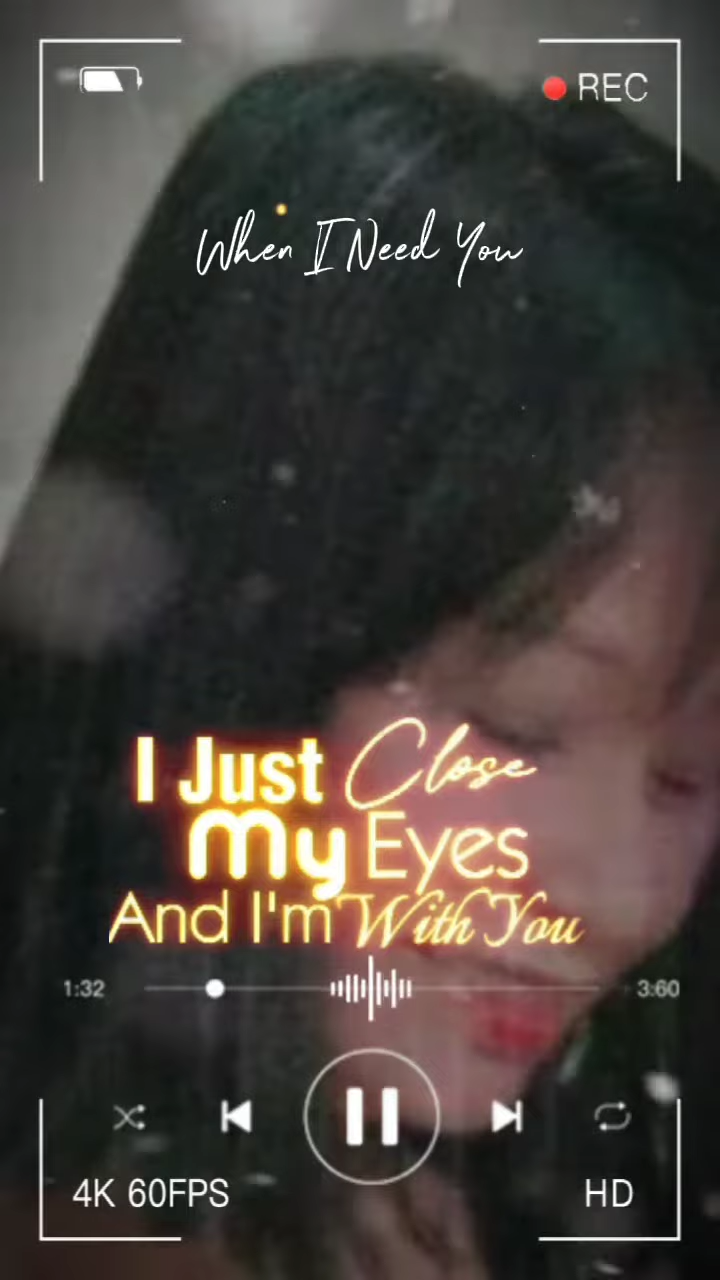 REC
When I Need You
I Just Close
My Eyes
And I'm With You
1:32 3:60
4K 60FPS HD